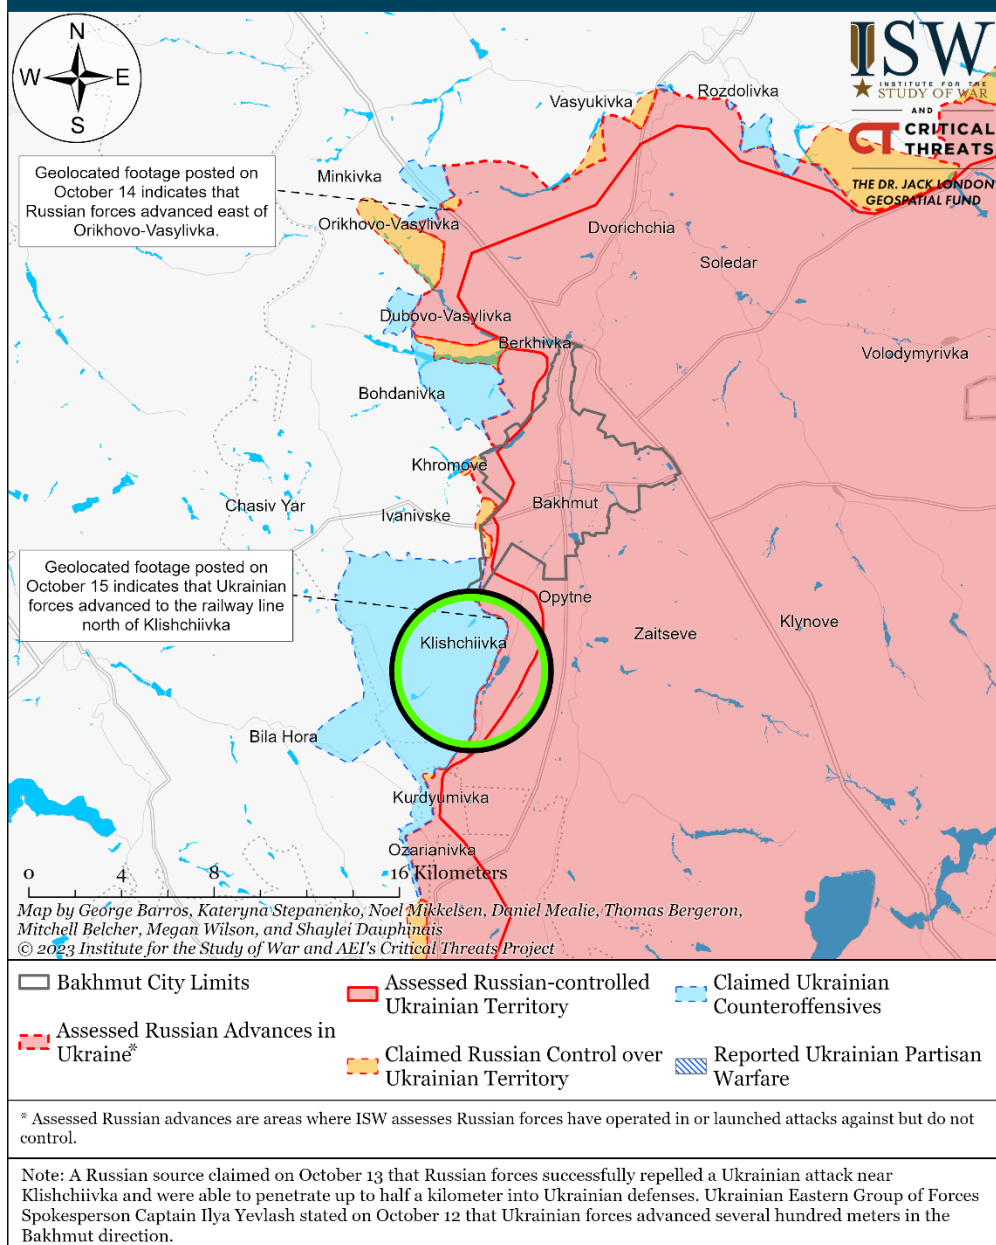 N
W E
S
ISW
INSTITUTE FOR THE
STUDY OF WAR
AND
CT CRITICAL
THREATS
THE DR. JACK LONDON
GEOSPATIAL FUND
Vasyukivka
Rozdolivka
Geolocated footage posted on
October 14 indicates that
Russian forces advanced east of
Orikhovo-Vasylivka.
Minkivka
Orikhovo-Vasylivka
Dvorichchia
Soledar
Dubovo-Vasylivka
Berkhivka
Volodymyrivka
Bohdanivka
Khromove
Chasiv Yar
Ivanivske
Bakhmut
Geolocated footage posted on
October 15 indicates that Ukrainian
forces advanced to the railway line
north of Klishchiivka
Opytne
Klishchiivka
Zaitseve
Klynove
Bila Hora
Kurdyumivka
Ozarianivka
0 4 8 16 Kilometers
Map by George Barros, Kateryna Stepanenko, Noel Mikkelsen, Daniel Mealie, Thomas Bergeron,
Mitchell Belcher, Megan Wilson, and Shaylei Dauphinais
© 2023 Institute for the Study of War and AEI's Critical Threats Project
Bakhmut City Limits
Assessed Russian Advances in
Ukraine*
Assessed Russian-controlled
Ukrainian Territory
Claimed Russian Control over
Ukrainian Territory
Claimed Ukrainian
Counteroffensives
Reported Ukrainian Partisan
Warfare
* Assessed Russian advances are areas where ISW assesses Russian forces have operated in or launched attacks against but do not
control.
Note: A Russian source claimed on October 13 that Russian forces successfully repelled a Ukrainian attack near
Klishchiivka and were able to penetrate up to half a kilometer into Ukrainian defenses. Ukrainian Eastern Group of Forces
Spokesperson Captain Ilya Yevlash stated on October 12 that Ukrainian forces advanced several hundred meters in the
Bakhmut direction.